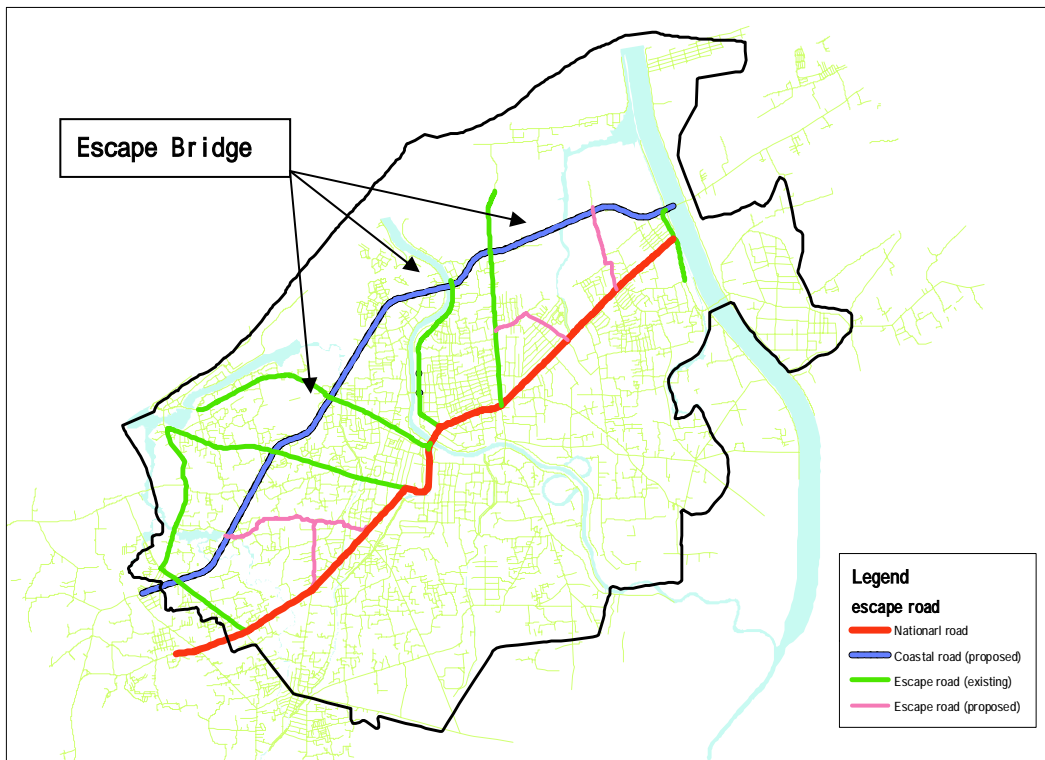 Escape Bridge
Legend
escape road
Nationarl road
Coastal road (proposed)
Escape road (existing)
Escape road (proposed)